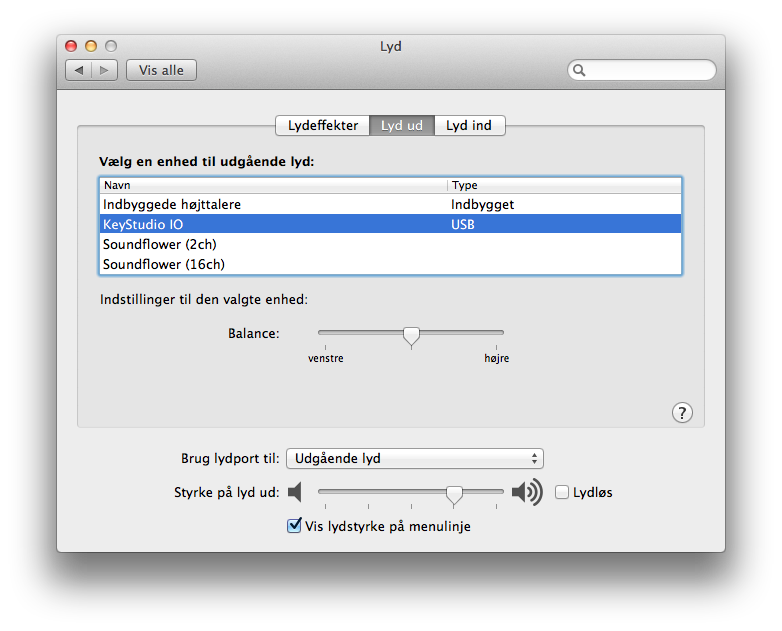 Lyd
Vis alle
Lydeffekter Lyd ud Lyd ind
Vælg en enhed til udgående lyd:
Navn Type
Indbyggede højttalere Indbygget
KeyStudio IO USB
Soundflower (2ch)
Soundflower (16ch)
Indstillinger til den valgte enhed:
Balance:
venstre højre
?
Brug lydport til: Udgående lyd
Styrke på lyd ud: Lydløs
Vis lydstyrke på menulinje